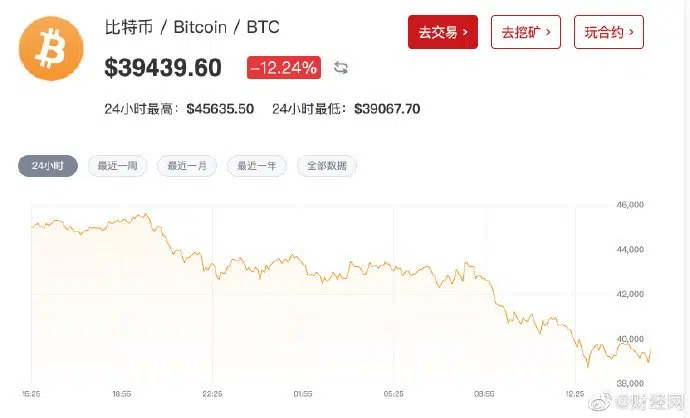 比特币 / Bitcoin / BTC
去交易 ›
去挖矿 ›
玩合约 ›
$39439.60
-12.24%
24小时最高：$45635.50
24小时最低：$39067.70
24小时
最近一周
最近一月
最近一年
全部数据
46,000
44,000
42,000
40,000
38,000
15:25
18:55
22:25
01:55
05:25
08:55
12:25
@财经网